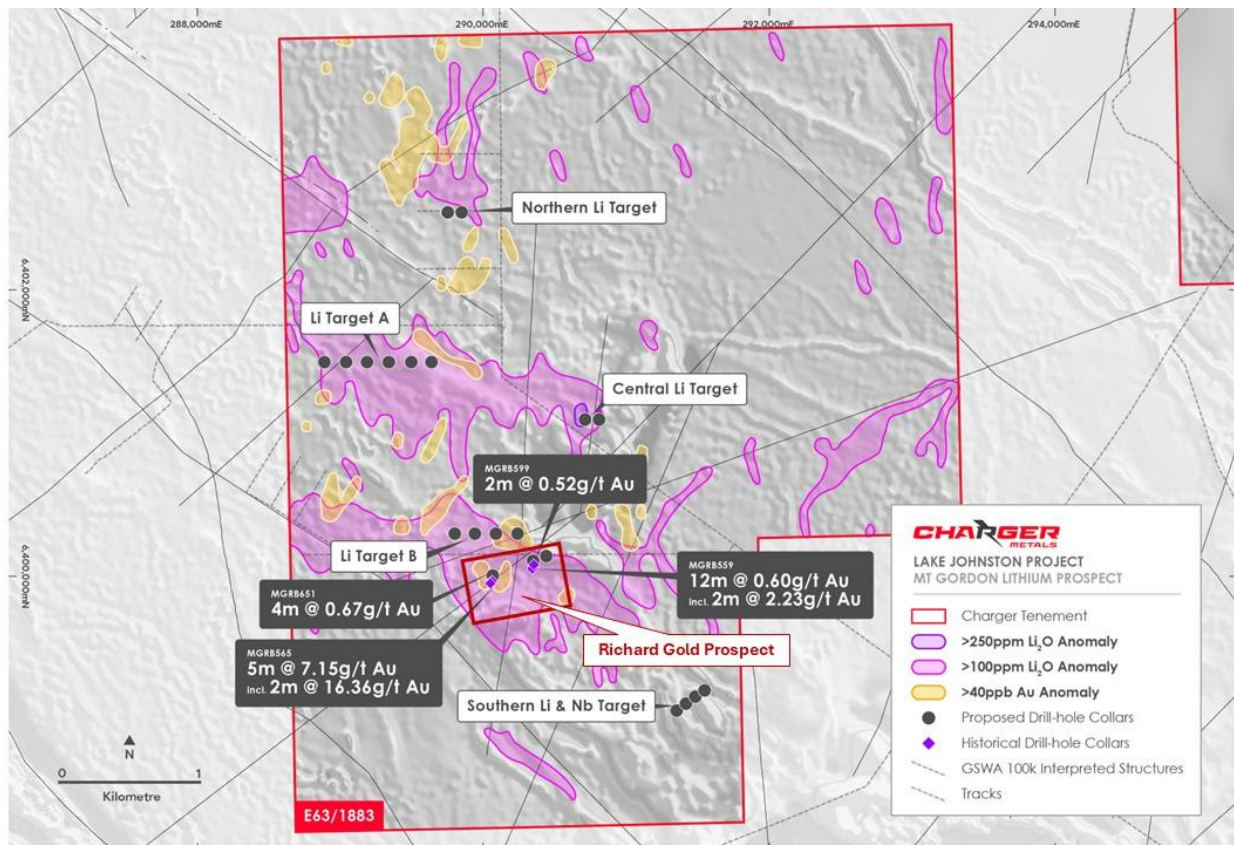 288,000mE
290,000mE
292,000mE
294,000mE
6,402,000mN
6,400,000mN
Northern Li Target
Li Target A
Central Li Target
MGRB599
2m @ 0.52g/t Au
Li Target B
MGRB651
4m @ 0.67g/t Au
MGRB559
12m @ 0.60g/t Au
incl. 2m @ 2.23g/t Au
MGRB565
5m @ 7.15g/t Au
incl. 2m @ 16.36g/t Au
Richard Gold Prospect
Southern Li & Nb Target
N
0 1
Kilometre
E63/1883
CHARGER
METALS
LAKE JOHNSTON PROJECT
MT GORDON LITHIUM PROSPECT
Charger Tenement
>250ppm Li₂O Anomaly
>100ppm Li₂O Anomaly
>40ppb Au Anomaly
Proposed Drill-hole Collars
Historical Drill-hole Collars
GSWA 100k Interpreted Structures
Tracks